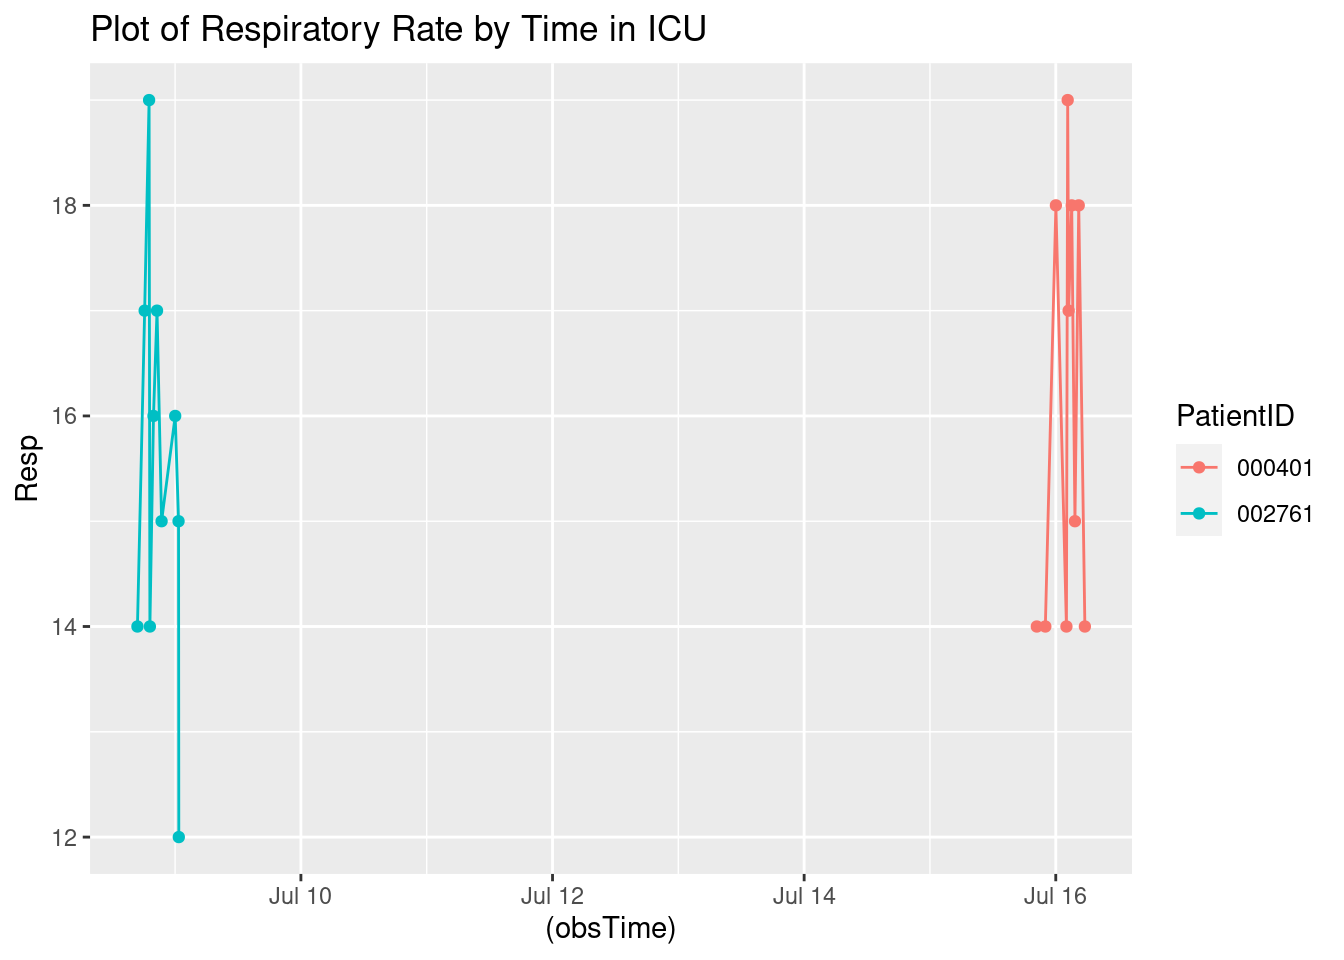 Plot of Respiratory Rate by Time in ICU
18
16
14
12
Resp
Jul 10
Jul 12
Jul 14
Jul 16
(obsTime)
PatientID
000401
002761